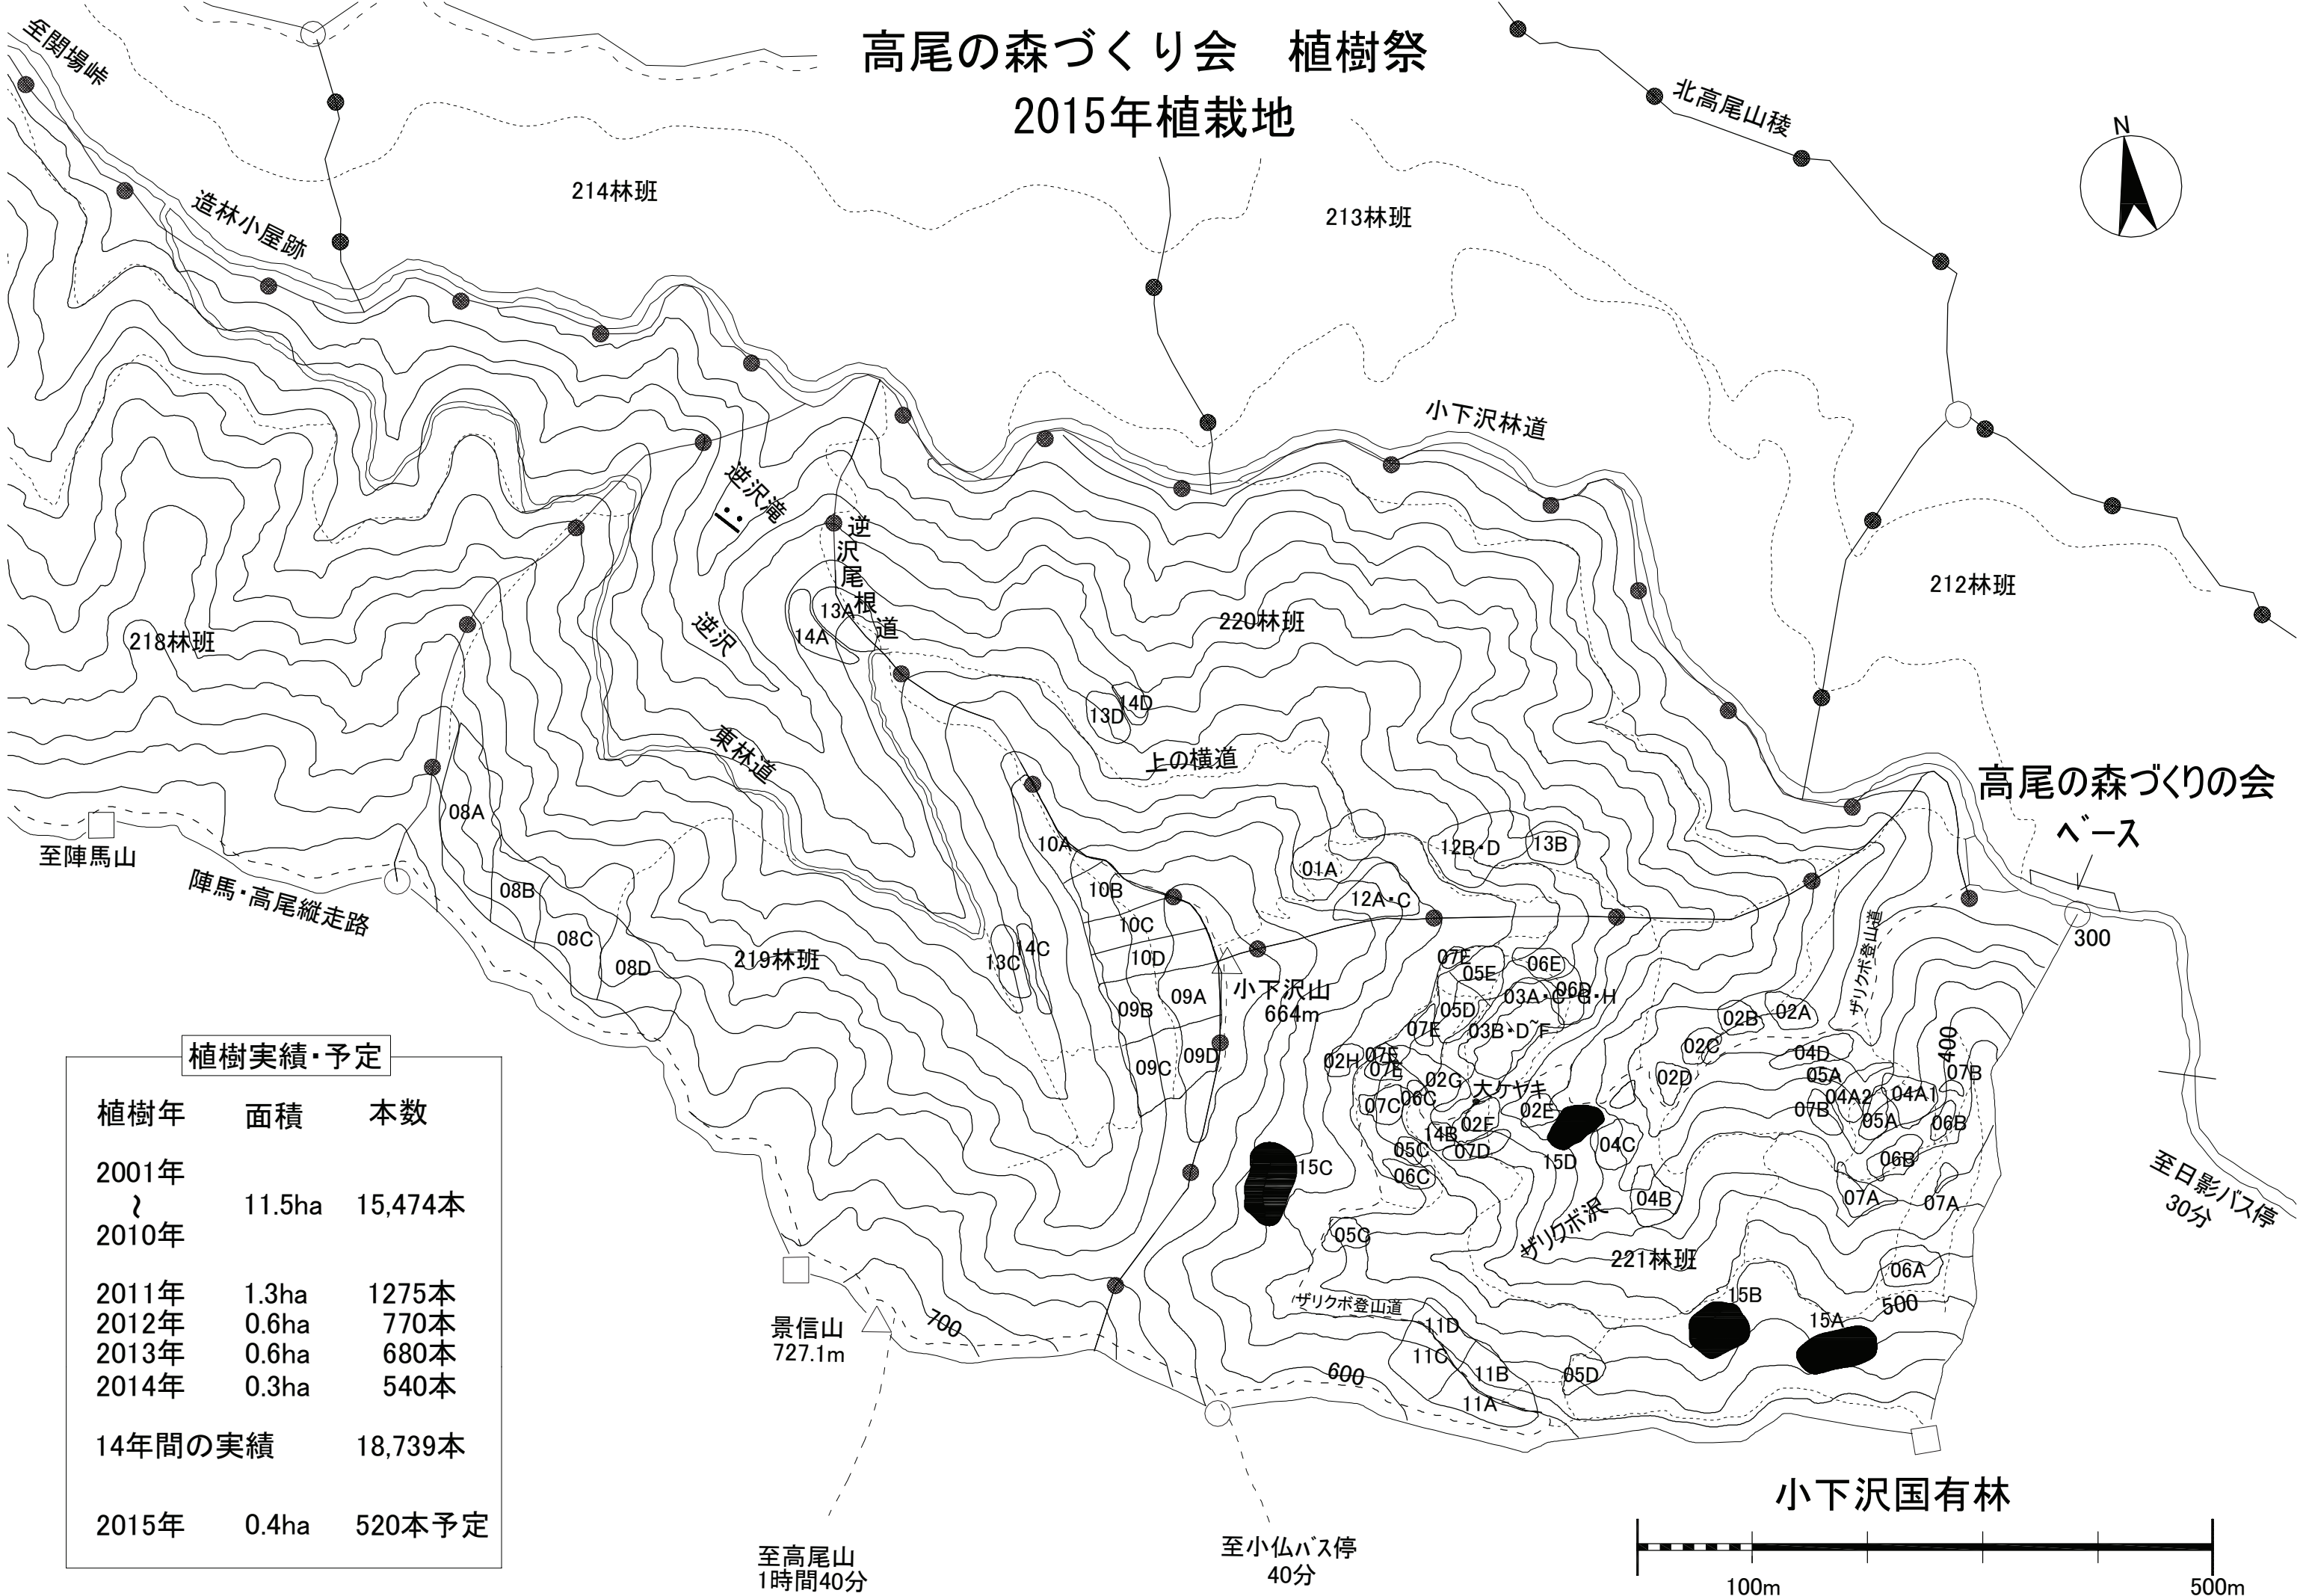 高尾の森づくり会　植樹祭
2015年植栽地
至関場峠
造林小屋跡
214林班
213林班
北高尾山稜
N
小下沢林道
212林班
逆沢滝
逆沢尾根道
13A
14A
逆沢
220林班
218林班
14D
13D
上の横道
東林道
高尾の森づくりの会
ベース
300
08A
至陣馬山
陣馬・高尾縦走路
08B
08C
08D
219林班
10A
10B
10C
10D
14C
13C
09A
09B
09C
09D
小下沢山
664m
01A
12B・D
13B
12A・C
07E
05E
06E
06D
03A・C・G・H
05D
07E
03B・D~F
02H
07E
07E
02G
大ケヤキ
07C
06C
02E
02F
14B
07D
05C
06C
15D
04C
04B
15C
05C
ザリクボ沢
221林班
ザリクボ登山道
02B
02A
02C
02D
04D
05A
04A2
04A1
07B
05A
400
07B
06B
06B
07A
07A
06A
500
15B
15A
ザリクボ登山道
11D
11C
11B
11A
05D
600
700
景信山
727.1m
至日影バス停
30分
植樹実績・予定
植樹年　面積　本数
2001年
～　11.5ha　15,474本
2010年
2011年　1.3ha　1275本
2012年　0.6ha　770本
2013年　0.6ha　680本
2014年　0.3ha　540本
14年間の実績　18,739本
2015年　0.4ha　520本予定
至高尾山
1時間40分
至小仏バス停
40分
小下沢国有林
100m
500m